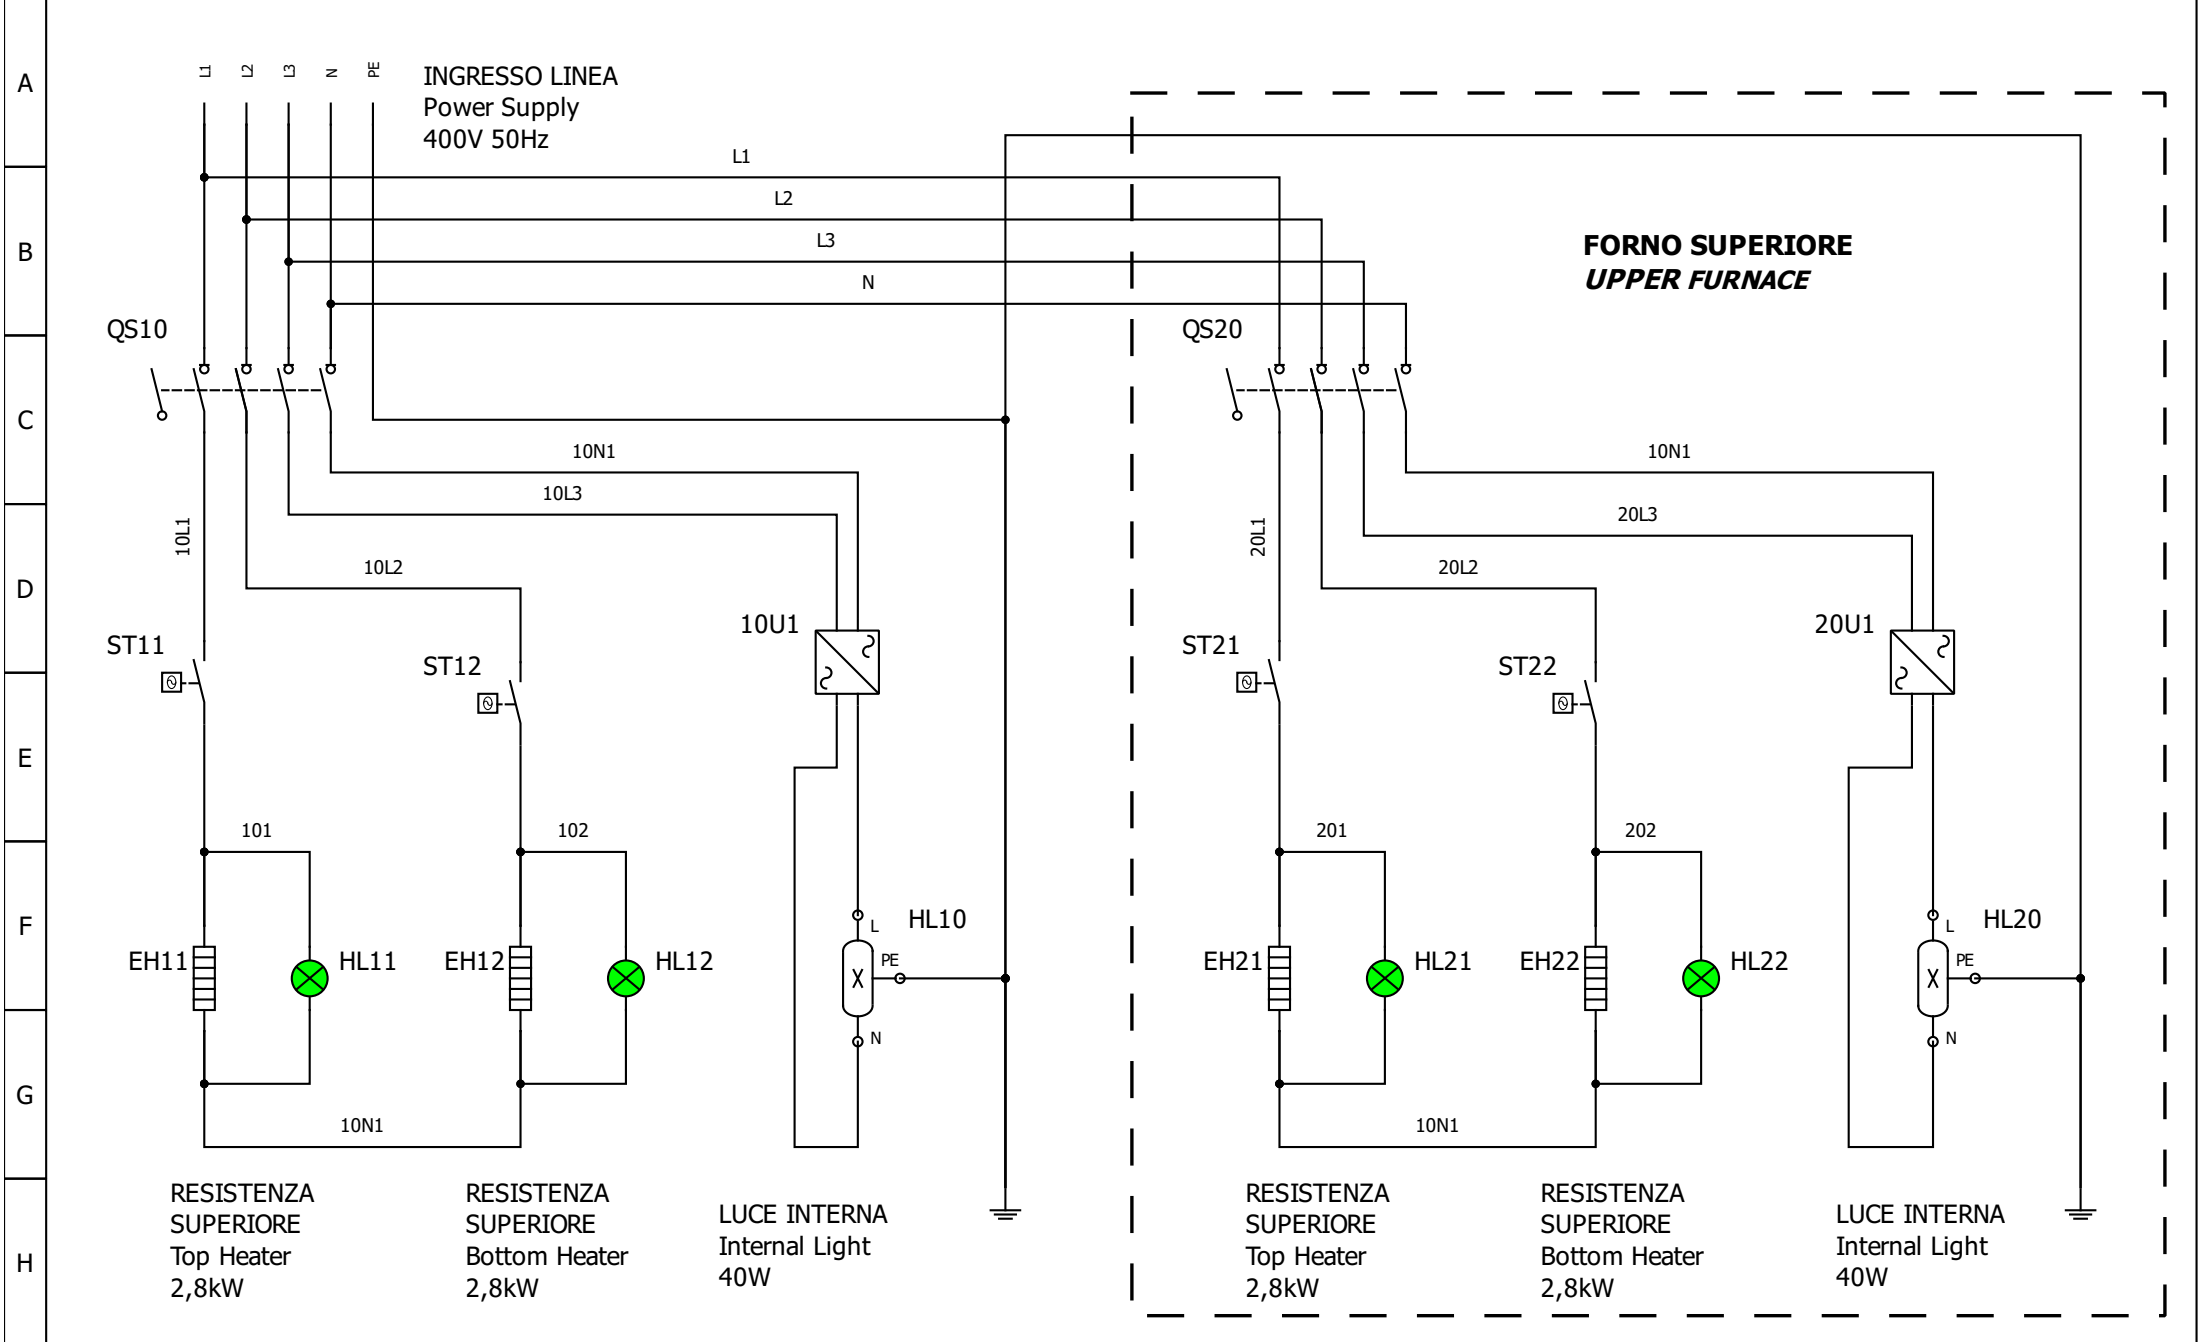 A
B
C
D
E
F
G
H
L1
L2
L3
N
PE
INGRESSO LINEA
Power Supply
400V 50Hz
L1
L2
L3
N
FORNO SUPERIORE
UPPER FURNACE
QS10
QS20
10N1
10L3
10L1
10L2
10N1
20L3
20L1
20L2
ST11
ST12
10U1
ST21
ST22
20U1
101
102
201
202
EH11
HL11
EH12
HL12
L
HL10
PE
X
N
EH21
HL21
EH22
HL22
L
HL20
PE
X
N
10N1
10N1
RESISTENZA
SUPERIORE
Top Heater
2,8kW
RESISTENZA
SUPERIORE
Bottom Heater
2,8kW
LUCE INTERNA
Internal Light
40W
RESISTENZA
SUPERIORE
Top Heater
2,8kW
RESISTENZA
SUPERIORE
Bottom Heater
2,8kW
LUCE INTERNA
Internal Light
40W